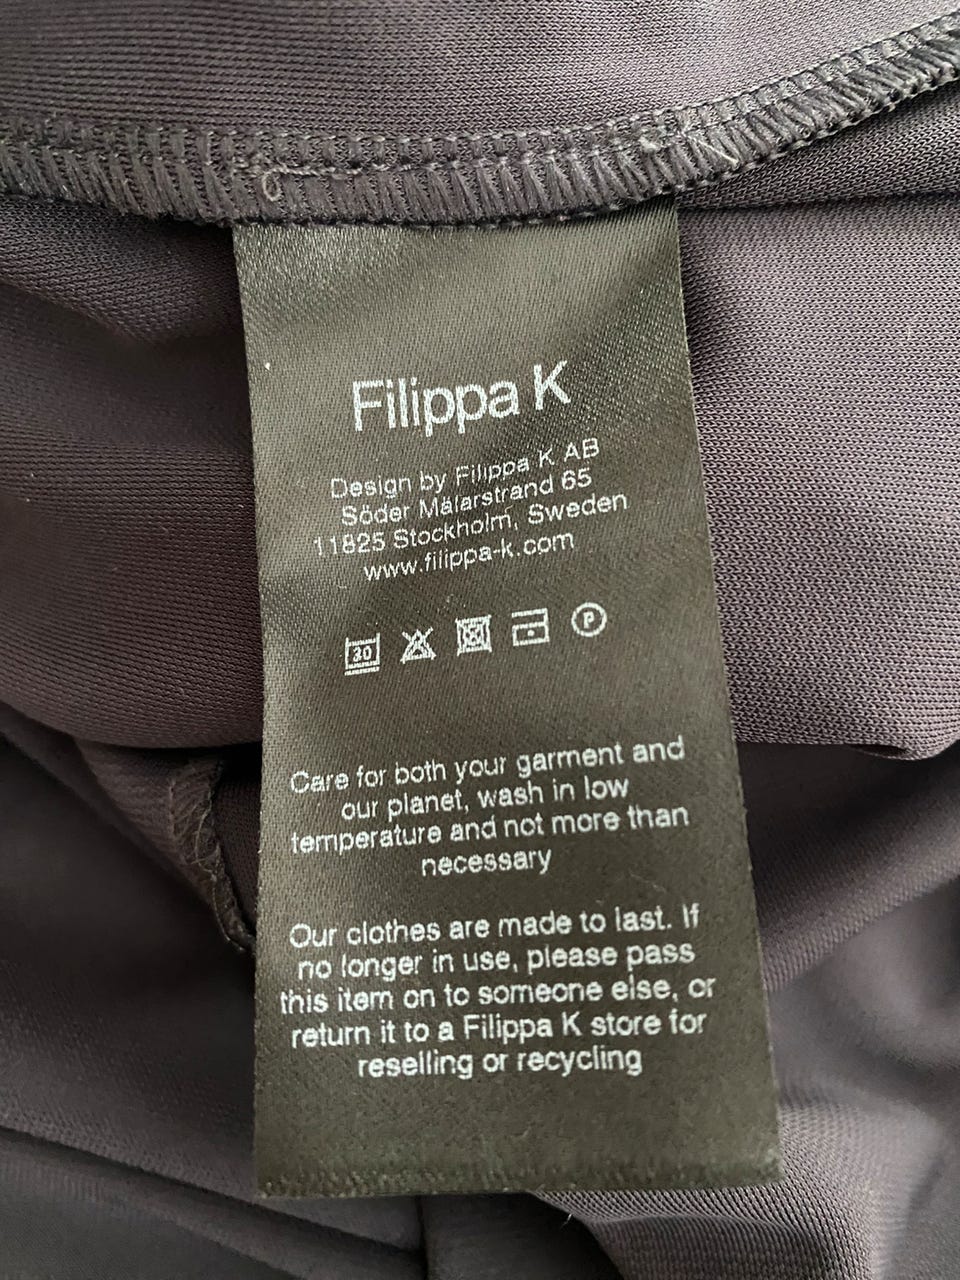 Filippa K
Design by Filippa K AB
Söder Mälarstrand 65
11825 Stockholm, Sweden
www.filippa-k.com
30 P
Care for both your garment and
our planet, wash in low
temperature and not more than
necessary
Our clothes are made to last. If
no longer in use, please pass
this item on to someone else, or
return it to a Filippa K store for
reselling or recycling